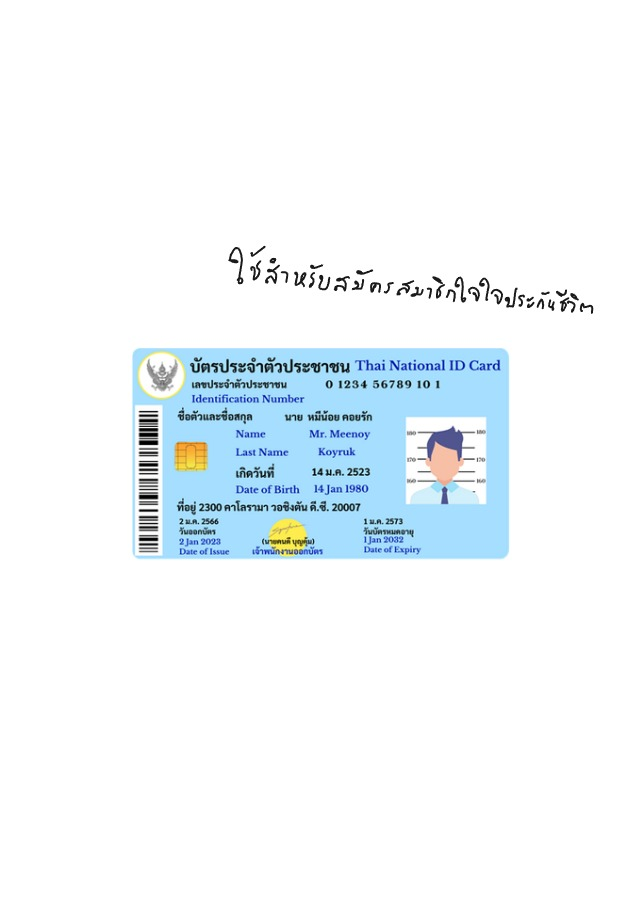 ใช้สำหรับสมัครสมาชิกใจใจประกันชีวิต
บัตรประจำตัวประชาชน Thai National ID Card
เลขประจำตัวประชาชน 0 1234 56789 10 1
Identification Number
ชื่อตัวและชื่อสกุล นาย หมีน้อย คอยรัก
Name Mr. Meenoy
Last Name Koyruk
เกิดวันที่ 14 ม.ค. 2523
Date of Birth 14 Jan 1980
ที่อยู่ 2300 คาโลรามา วอชิงตัน ดี.ซี. 20007
180 180
170 170
160 160
2 ม.ค. 2566
วันออกบัตร
2 Jan 2023
Date of Issue
(นายคนดี บุญคุ้ม)
เจ้าพนักงานออกบัตร
1 ม.ค. 2573
วันบัตรหมดอายุ
1 Jan 2032
Date of Expiry